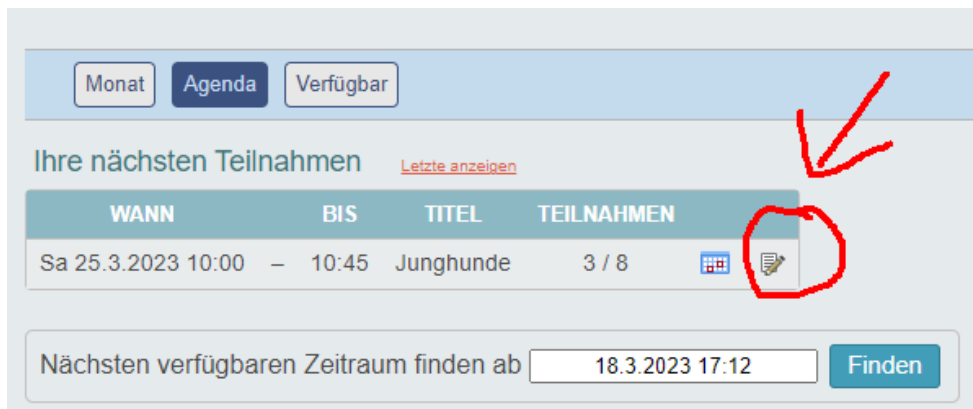 Monat Agenda Verfügbar
Ihre nächsten Teilnahmen Letzte anzeigen
WANN BIS TITEL TEILNAHMEN
Sa 25.3.2023 10:00 – 10:45 Junghunde 3 / 8
Nächsten verfügbaren Zeitraum finden ab 18.3.2023 17:12 Finden